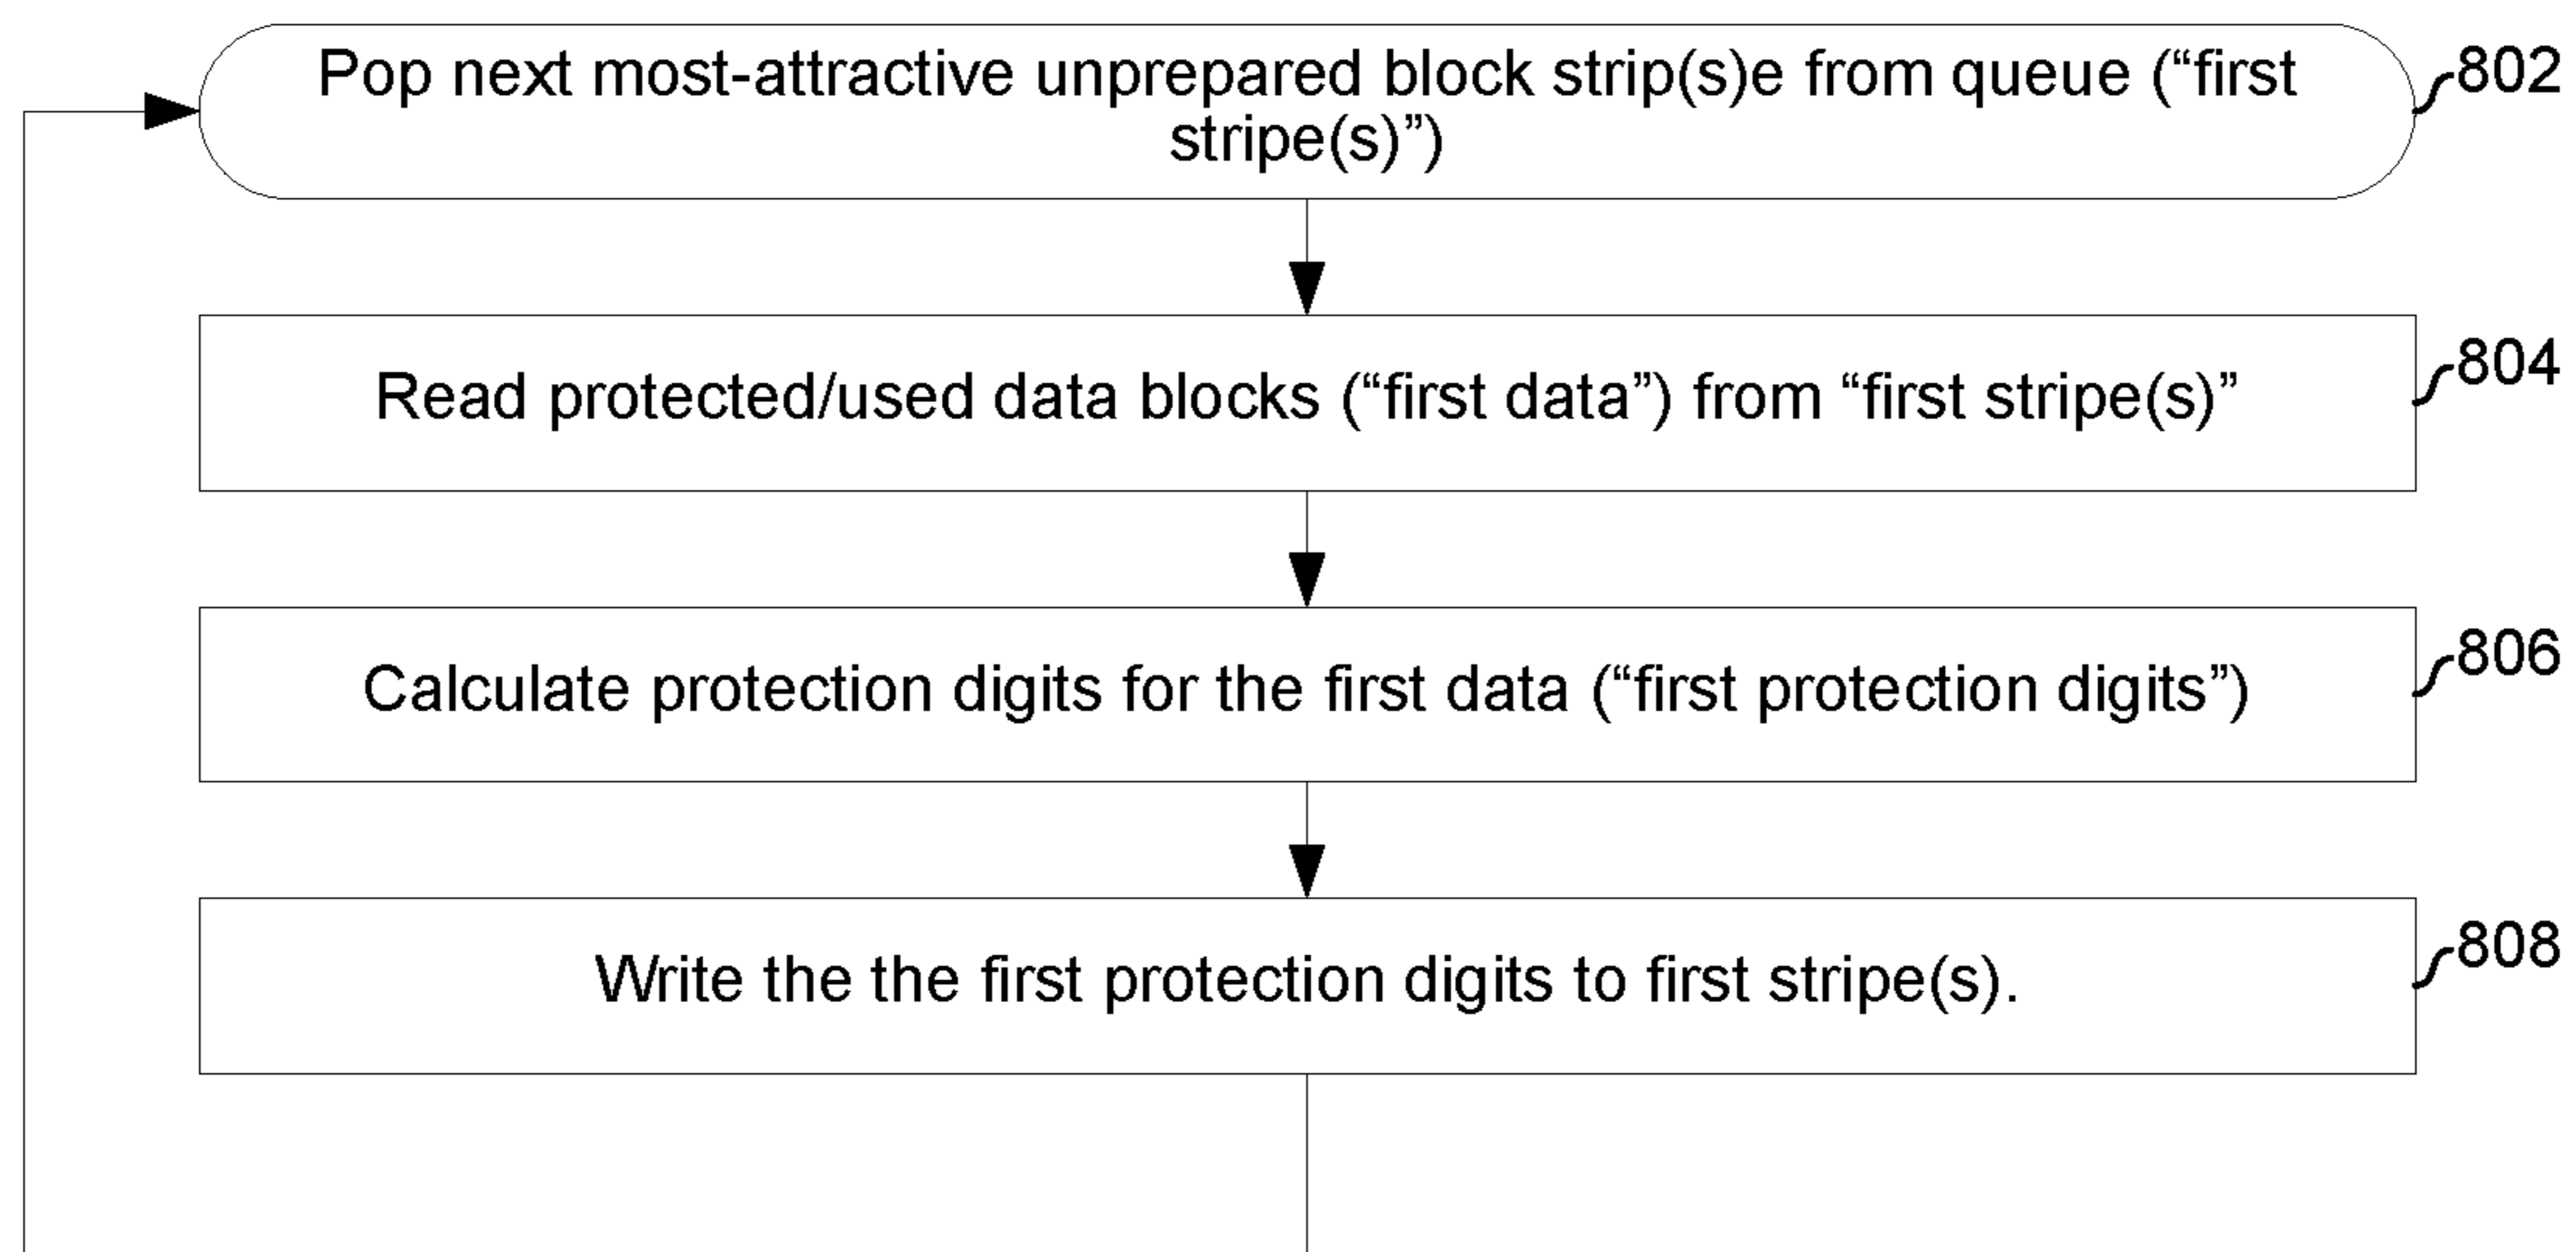 Pop next most-attractive unprepared block strip(s)e from queue (“first
stripe(s)”)
802
Read protected/used data blocks (“first data”) from “first stripe(s)”
804
Calculate protection digits for the first data (“first protection digits”)
806
Write the the first protection digits to first stripe(s).
808